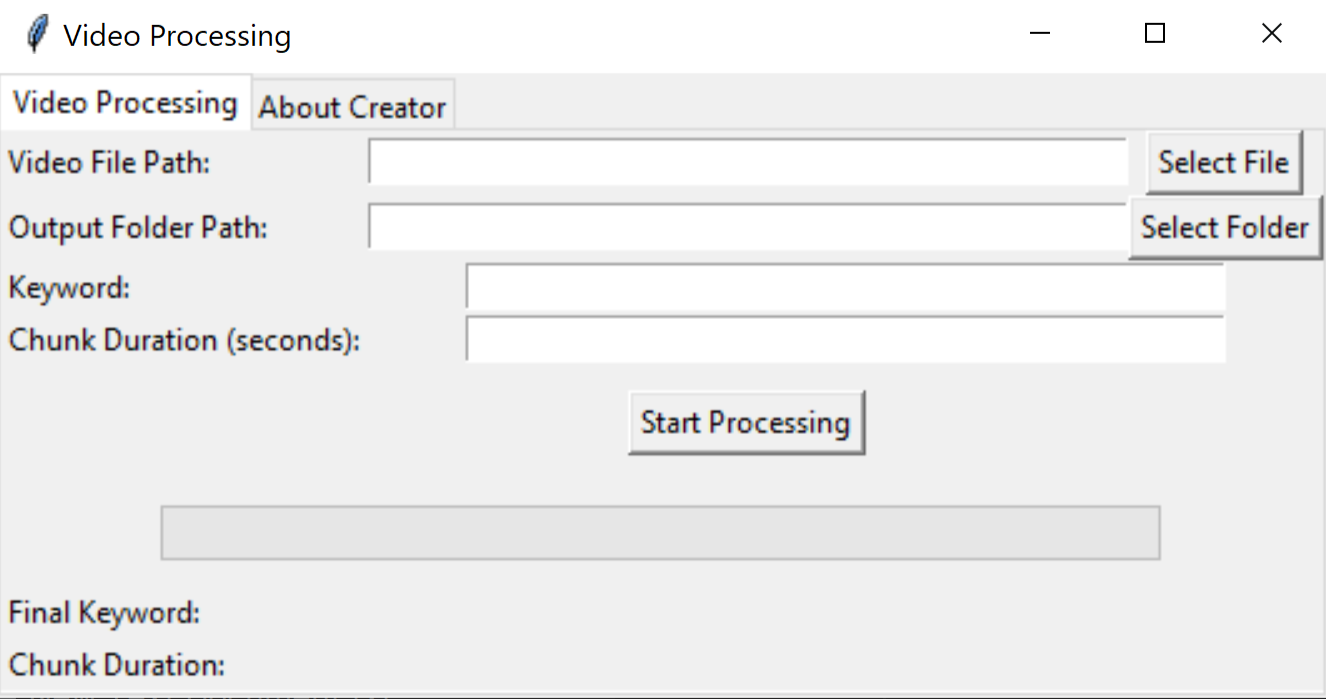 Video Processing
Video Processing About Creator
Video File Path: Select File
Output Folder Path: Select Folder
Keyword:
Chunk Duration (seconds):
Start Processing
Final Keyword:
Chunk Duration: